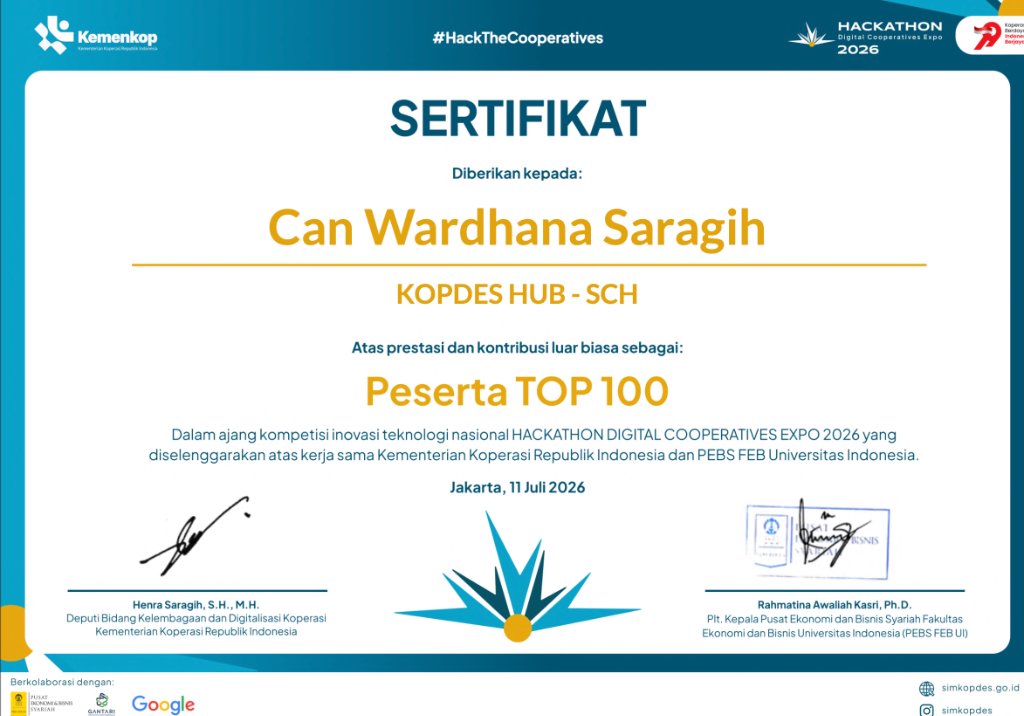 Kemenkop
Kementerian Koperasi Republik Indonesia
#HackTheCooperatives
HACKATHON
Digital Cooperatives Expo
2026
Koperasi
Berdaya
Indonesia
Berjaya
SERTIFIKAT
Diberikan kepada:
Can Wardhana Saragih
KOPDES HUB - SCH
Atas prestasi dan kontribusi luar biasa sebagai:
Peserta TOP 100
Dalam ajang kompetisi inovasi teknologi nasional HACKATHON DIGITAL COOPERATIVES EXPO 2026 yang
diselenggarakan atas kerja sama Kementerian Koperasi Republik Indonesia dan PEBS FEB Universitas Indonesia.
Jakarta, 11 Juli 2026
BISNIS
Henra Saragih, S.H., M.H.
Deputi Bidang Kelembagaan dan Digitalisasi Koperasi
Kementerian Koperasi Republik Indonesia
Rahmatina Awaliah Kasri, Ph.D.
Plt. Kepala Pusat Ekonomi dan Bisnis Syariah Fakultas
Ekonomi dan Bisnis Universitas Indonesia (PEBS FEB UI)
Berkolaborasi dengan:
PUSAT
EKONOMI & BISNIS
SYARIAH
GANTARI
Google
simkopdes.go.id
simkopdes